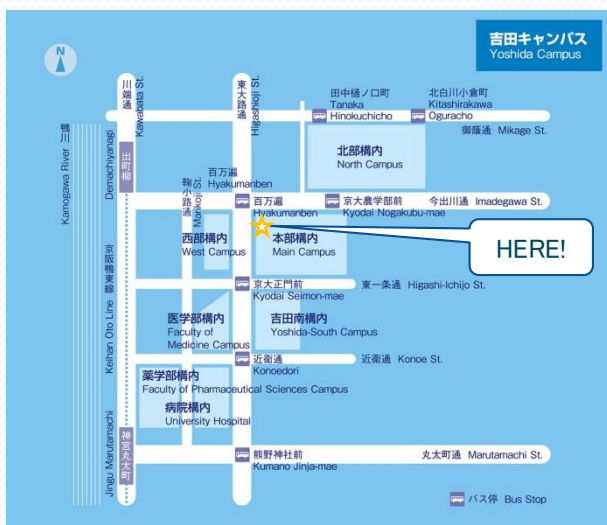 吉田キャンパス
Yoshida Campus
N
川端通
Kawabata St.
東大路通
Higashioji St.
田中樋ノ口町
Tanaka
Hinokuchicho
北白川小倉町
Kitashirakawa
Oguracho
御蔭通 Mikage St.
鴨川
Kamogawa River
出町柳
Demachiyanagi
北部構内
North Campus
百万遍
Hyakumanben
鞠小路通
Marikoji St.
百万遍
Hyakumanben
京大農学部前
Kyodai Nogakubu-mae
今出川通 Imadegawa St.
西部構内
West Campus
本部構内
Main Campus
HERE!
京阪鴨東線
Keihan Oto Line
京大正門前
Kyodai Seimon-mae
東一条通 Higashi-Ichijo St.
医学部構内
Faculty of
Medicine Campus
吉田南構内
Yoshida-South Campus
近衛通
Konoedori
近衛通 Konoe St.
薬学部構内
Faculty of Pharmaceutical Sciences Campus
病院構内
University Hospital
神宮丸太町
Jingu Marutamachi
熊野神社前
Kumano Jinja-mae
丸太町通 Marutamachi St.
バス停 Bus Stop